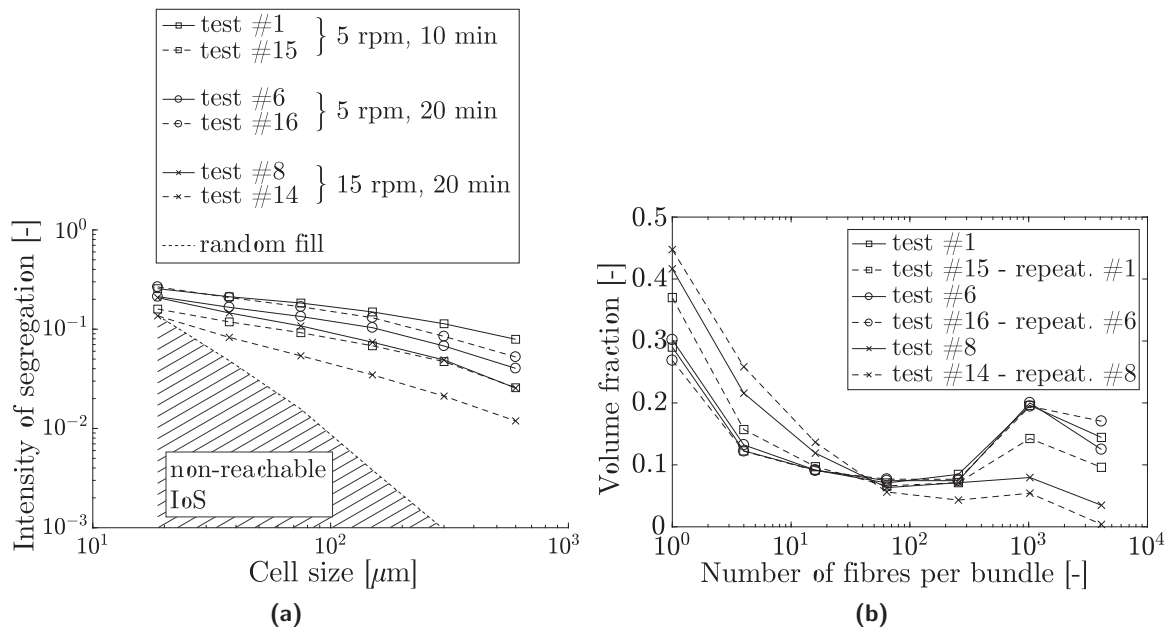 test #1
test #15
5 rpm, 10 min
test #6
test #16
5 rpm, 20 min
test #8
test #14
15 rpm, 20 min
random fill
Intensity of segregation [-]
10^0
10^-1
10^-2
10^-3
non-reachable
IoS
10^1
10^2
10^3
Cell size [μm]
(a)
Volume fraction [-]
0.5
0.4
0.3
0.2
0.1
0
test #1
test #15 - repeat. #1
test #6
test #16 - repeat. #6
test #8
test #14 - repeat. #8
10^0
10^1
10^2
10^3
10^4
Number of fibres per bundle [-]
(b)